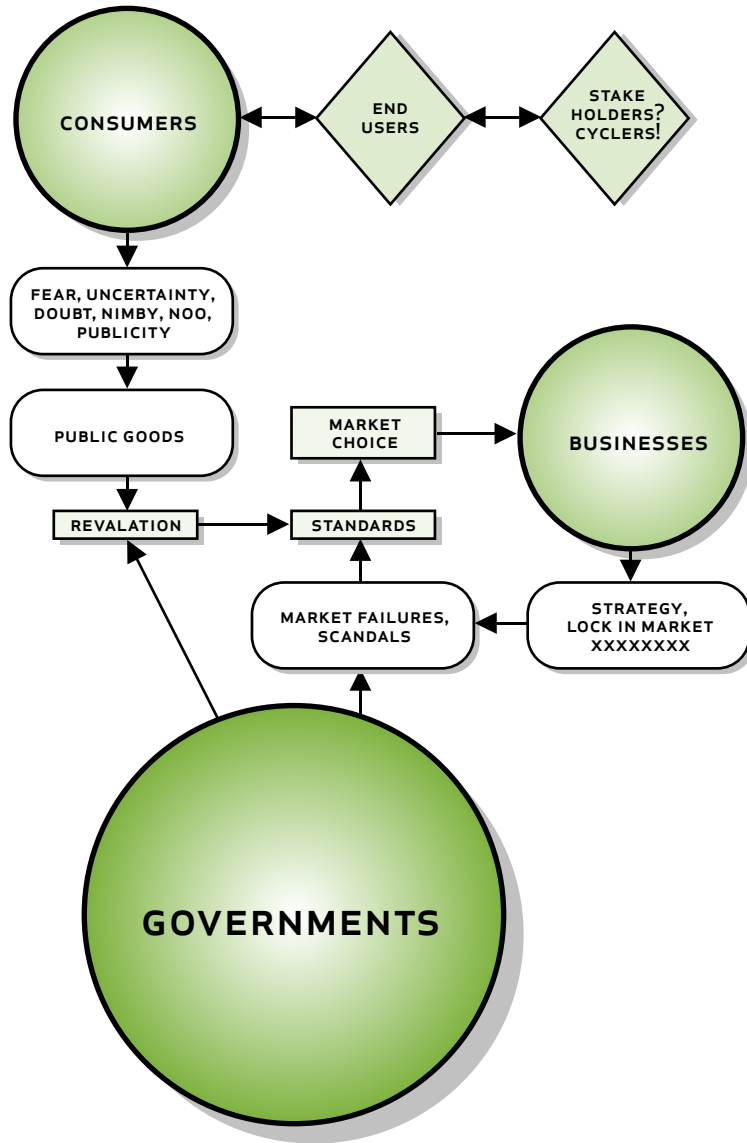 CONSUMERS
END
USERS
STAKE
HOLDERS?
CYCLERS!
FEAR, UNCERTAINTY,
DOUBT, NIMBY, NOO,
PUBLICITY
PUBLIC GOODS
MARKET
CHOICE
BUSINESSES
REVALATION
STANDARDS
MARKET FAILURES,
SCANDALS
STRATEGY,
LOCK IN MARKET
XXXXXXXX
GOVERNMENTS